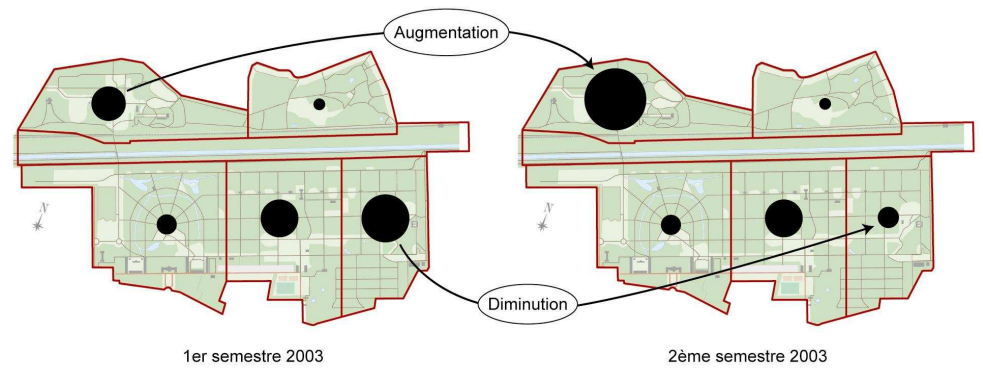 Augmentation
N
N
Diminution
1er semestre 2003
2ème semestre 2003